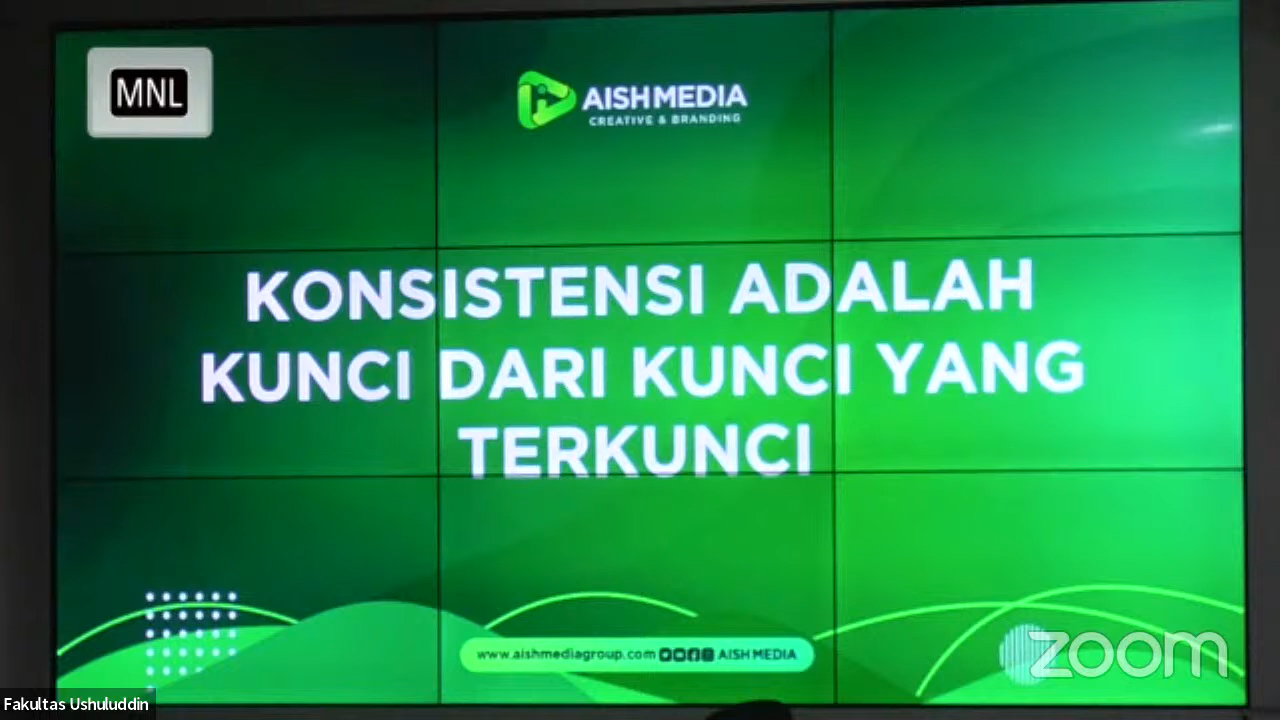 MNL
AISHMEDIA
CREATIVE & BRANDING
KONSISTENSI ADALAH
KUNCI DARI KUNCI YANG
TERKUNCI
www.aishmediagroup.com AISH MEDIA
zoom
Fakultas Ushuluddin